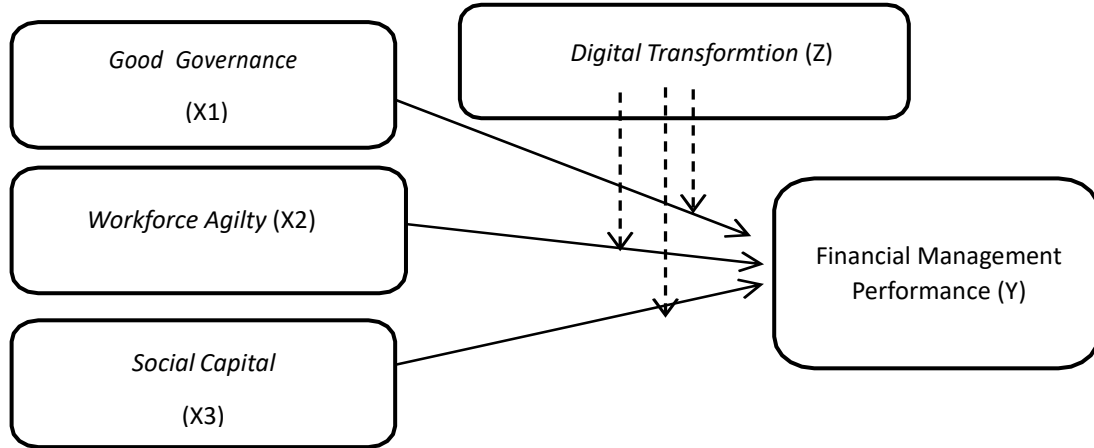 Good Governance
(X1)
Digital Transformtion (Z)
Workforce Agilty (X2)
Financial Management
Performance (Y)
Social Capital
(X3)